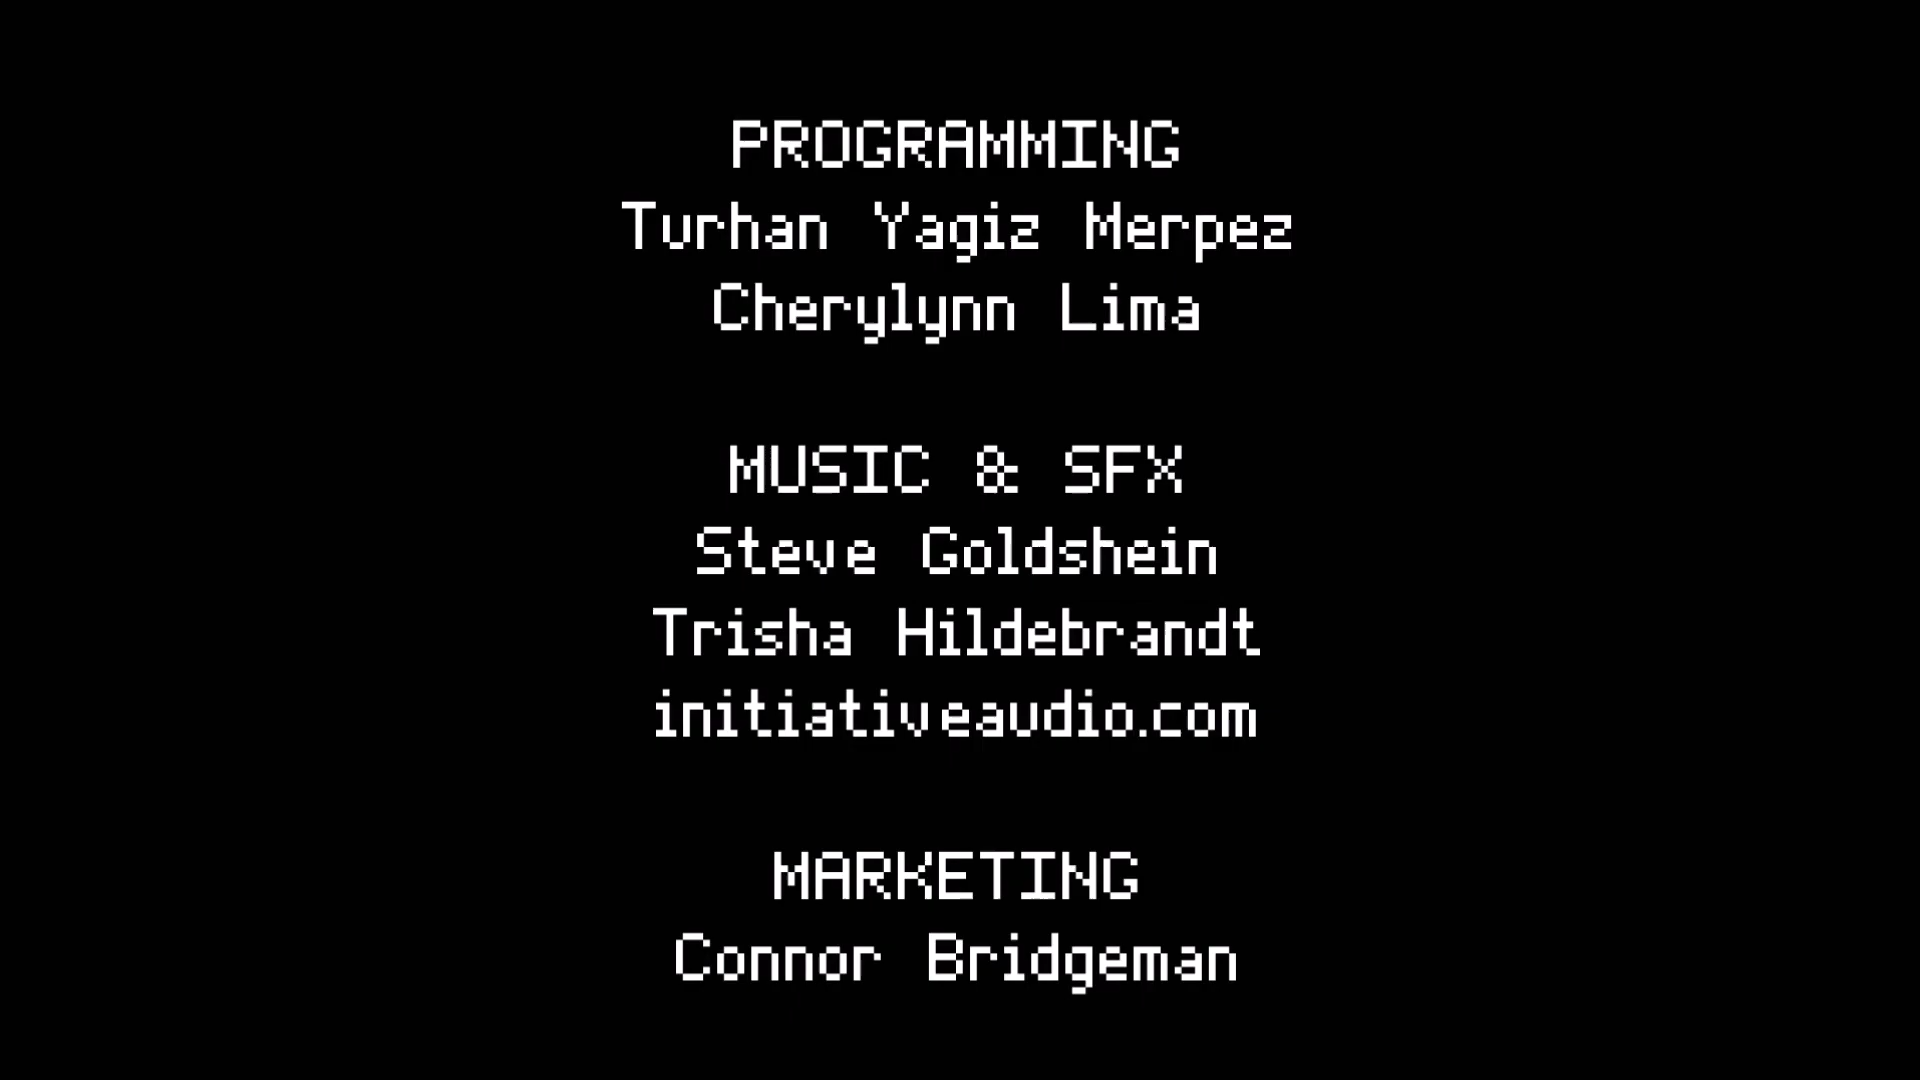 PROGRAMMING
Turhan Yagiz Merpez
Cherylynn Lima
MUSIC & SFX
Steve Goldshein
Trisha Hildebrandt
initiativeaudio.com
MARKETING
Connor Bridgeman